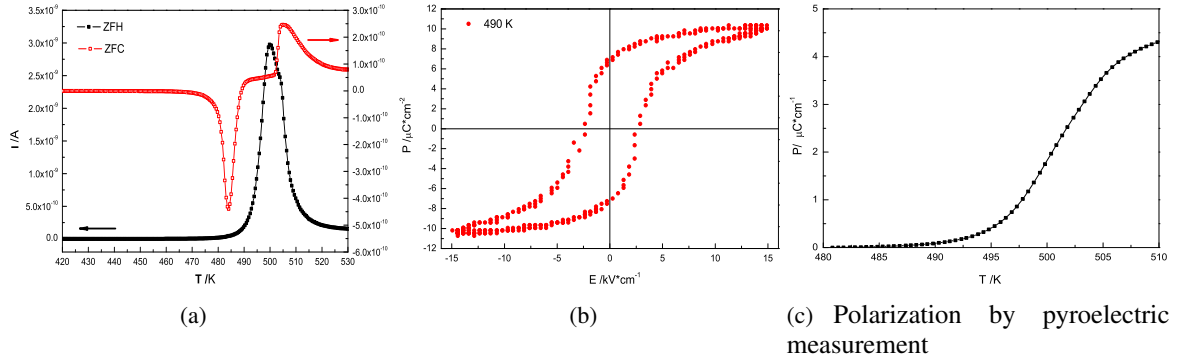 ZFH
ZFC
3.5x10⁻⁹
3.0x10⁻⁹
2.5x10⁻⁹
2.0x10⁻⁹
1.5x10⁻⁹
1.0x10⁻⁹
5.0x10⁻¹⁰
0.0
I /A
3.0x10⁻¹⁰
2.0x10⁻¹⁰
1.0x10⁻¹⁰
0.0
-1.0x10⁻¹⁰
-2.0x10⁻¹⁰
-3.0x10⁻¹⁰
-4.0x10⁻¹⁰
-5.0x10⁻¹⁰
-6.0x10⁻¹⁰
420 430 440 450 460 470 480 490 500 510 520 530
T /K
(a)
490 K
12
10
8
6
4
2
0
-2
-4
-6
-8
-10
-12
P /μC*cm⁻²
-15 -10 -5 0 5 10 15
E /kV*cm⁻¹
(b)
5
4
3
2
1
0
P/ μC*cm⁻¹
480 485 490 495 500 505 510
T /K
(c) Polarization by pyroelectric
measurement